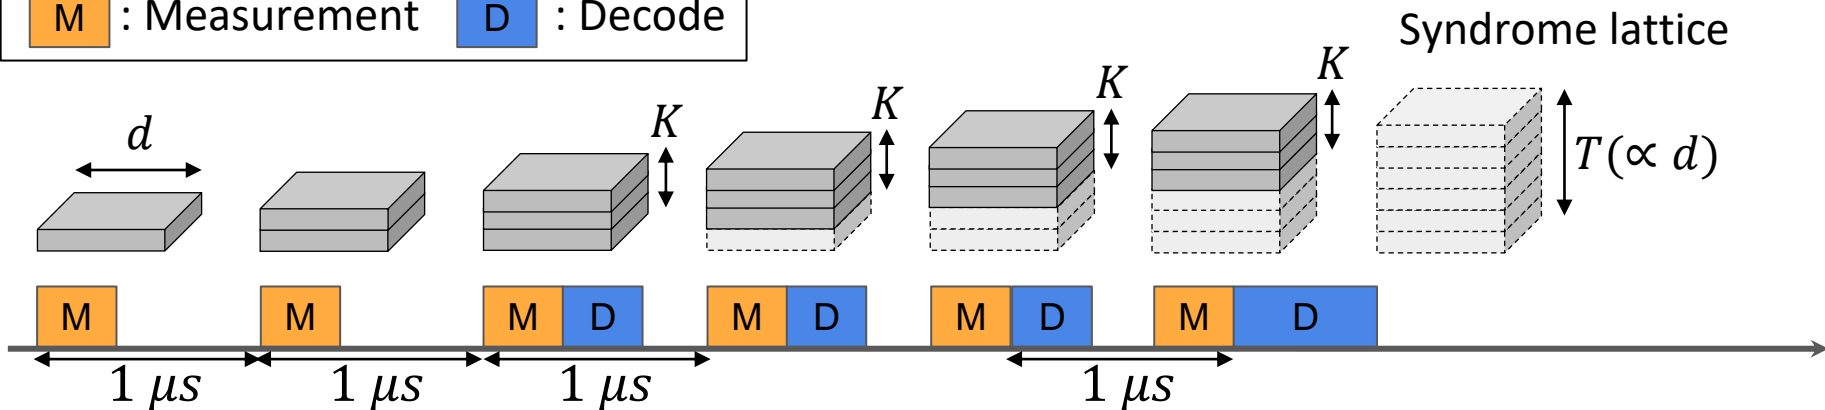 M : Measurement D : Decode
Syndrome lattice
d
K
K
K
K
T(∝ d)
M
M
M D
M D
M D
M D
1 μs
1 μs
1 μs
1 μs